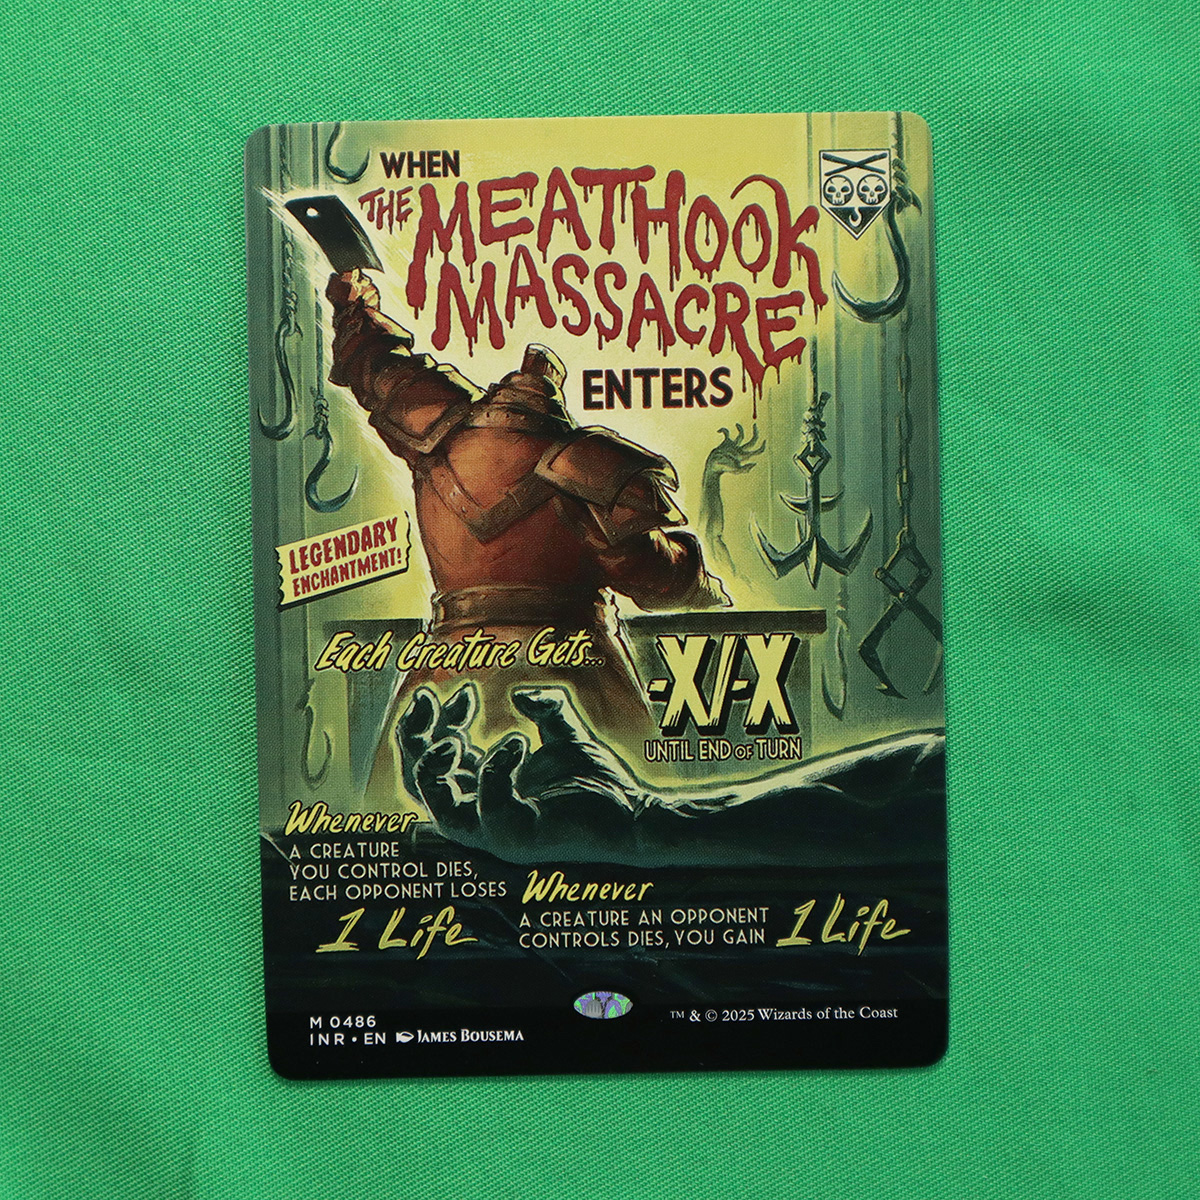 WHEN
THE MEATHOOK
MASSACRE
ENTERS
LEGENDARY
ENCHANTMENT!
Each Creature Gets...
-X/-X
UNTIL END OF TURN
Whenever
A CREATURE
YOU CONTROL DIES,
EACH OPPONENT LOSES
1 Life
Whenever
A CREATURE AN OPPONENT
CONTROLS DIES, YOU GAIN
1 Life
M 0486
INR • EN JAMES BOUSEMA
™ & © 2025 Wizards of the Coast